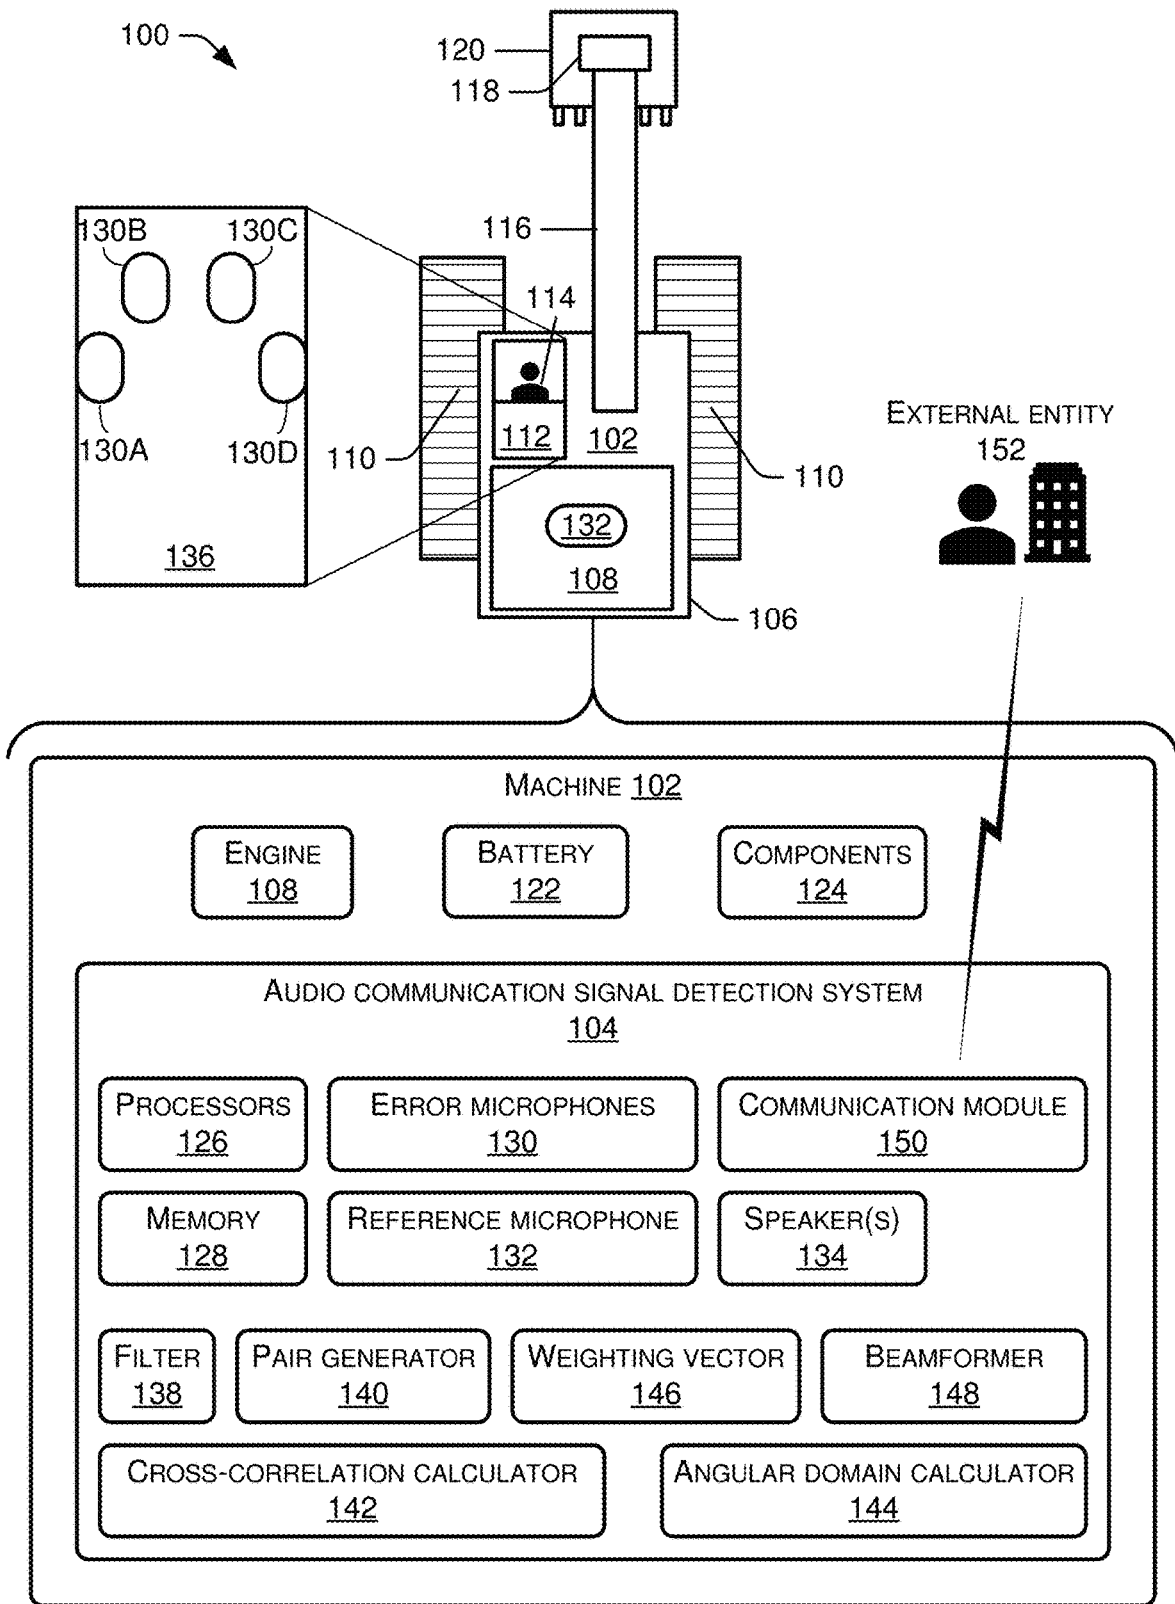 100
120
118
116
130B
130C
114
130A
130D
110
112
102
110
EXTERNAL ENTITY
152
132
136
108
106
MACHINE 102
ENGINE
108
BATTERY
122
COMPONENTS
124
AUDIO COMMUNICATION SIGNAL DETECTION SYSTEM
104
PROCESSORS
126
ERROR MICROPHONES
130
COMMUNICATION MODULE
150
MEMORY
128
REFERENCE MICROPHONE
132
SPEAKER(S)
134
FILTER
138
PAIR GENERATOR
140
WEIGHTING VECTOR
146
BEAMFORMER
148
CROSS-CORRELATION CALCULATOR
142
ANGULAR DOMAIN CALCULATOR
144